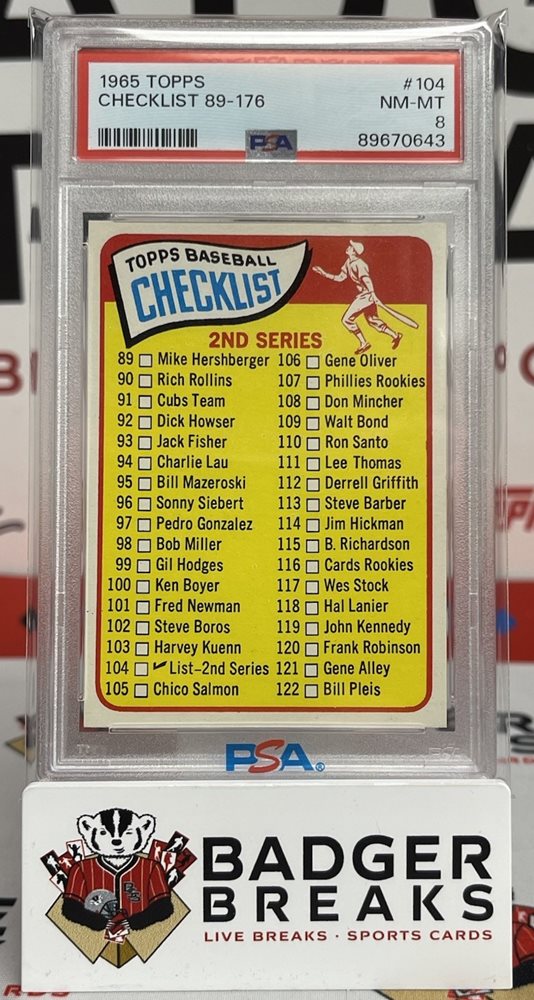 1965 TOPPS #104
CHECKLIST 89-176 NM-MT
8
PSA 89670643
TOPPS BASEBALL
CHECKLIST
2ND SERIES
89 Mike Hershberger 106 Gene Oliver
90 Rich Rollins 107 Phillies Rookies
91 Cubs Team 108 Don Mincher
92 Dick Howser 109 Walt Bond
93 Jack Fisher 110 Ron Santo
94 Charlie Lau 111 Lee Thomas
95 Bill Mazeroski 112 Derrell Griffith
96 Sonny Siebert 113 Steve Barber
97 Pedro Gonzalez 114 Jim Hickman
98 Bob Miller 115 B. Richardson
99 Gil Hodges 116 Cards Rookies
100 Ken Boyer 117 Wes Stock
101 Fred Newman 118 Hal Lanier
102 Steve Boros 119 John Kennedy
103 Harvey Kuenn 120 Frank Robinson
104 List-2nd Series 121 Gene Alley
105 Chico Salmon 122 Bill Pleis
PSA®
BADGER
BREAKS
LIVE BREAKS · SPORTS CARDS